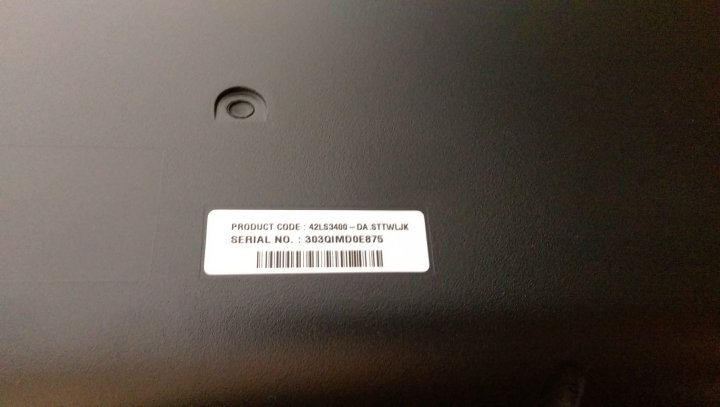 PRODUCT CODE : 42LS3400-DA.STTWLJK
SERIAL NO. : 303QIMD0E875